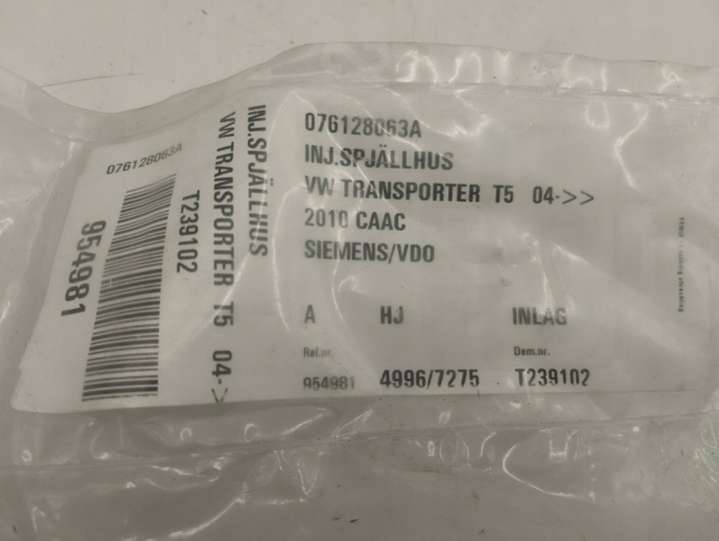 076128063A
INJ.SPJÄLLHUS
VW TRANSPORTER T5 04->>
2010 CAAC
SIEMENS/VDO
A HJ INLAG
Rel.nr. Dem.nr.
954981 4996/7275 T239102
INJ.SPJÄLLHUS
VW TRANSPORTER T5 04->
T239102
076128063A
954981